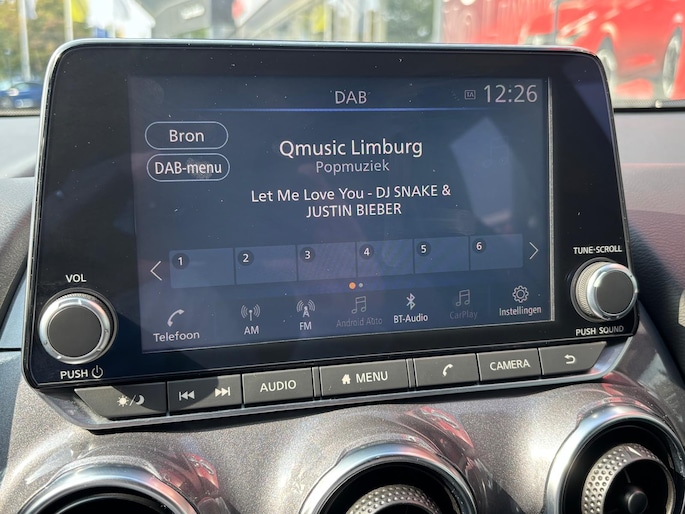 DAB
12:26
Bron
DAB-menu
Qmusic Limburg
Popmuziek
Let Me Love You - DJ SNAKE &
JUSTIN BIEBER
1 2 3 4 5 6
Telefoon AM FM Android Auto BT-Audio CarPlay Instellingen
VOL
PUSH
TUNE·SCROLL
PUSH SOUND
AUDIO MENU CAMERA